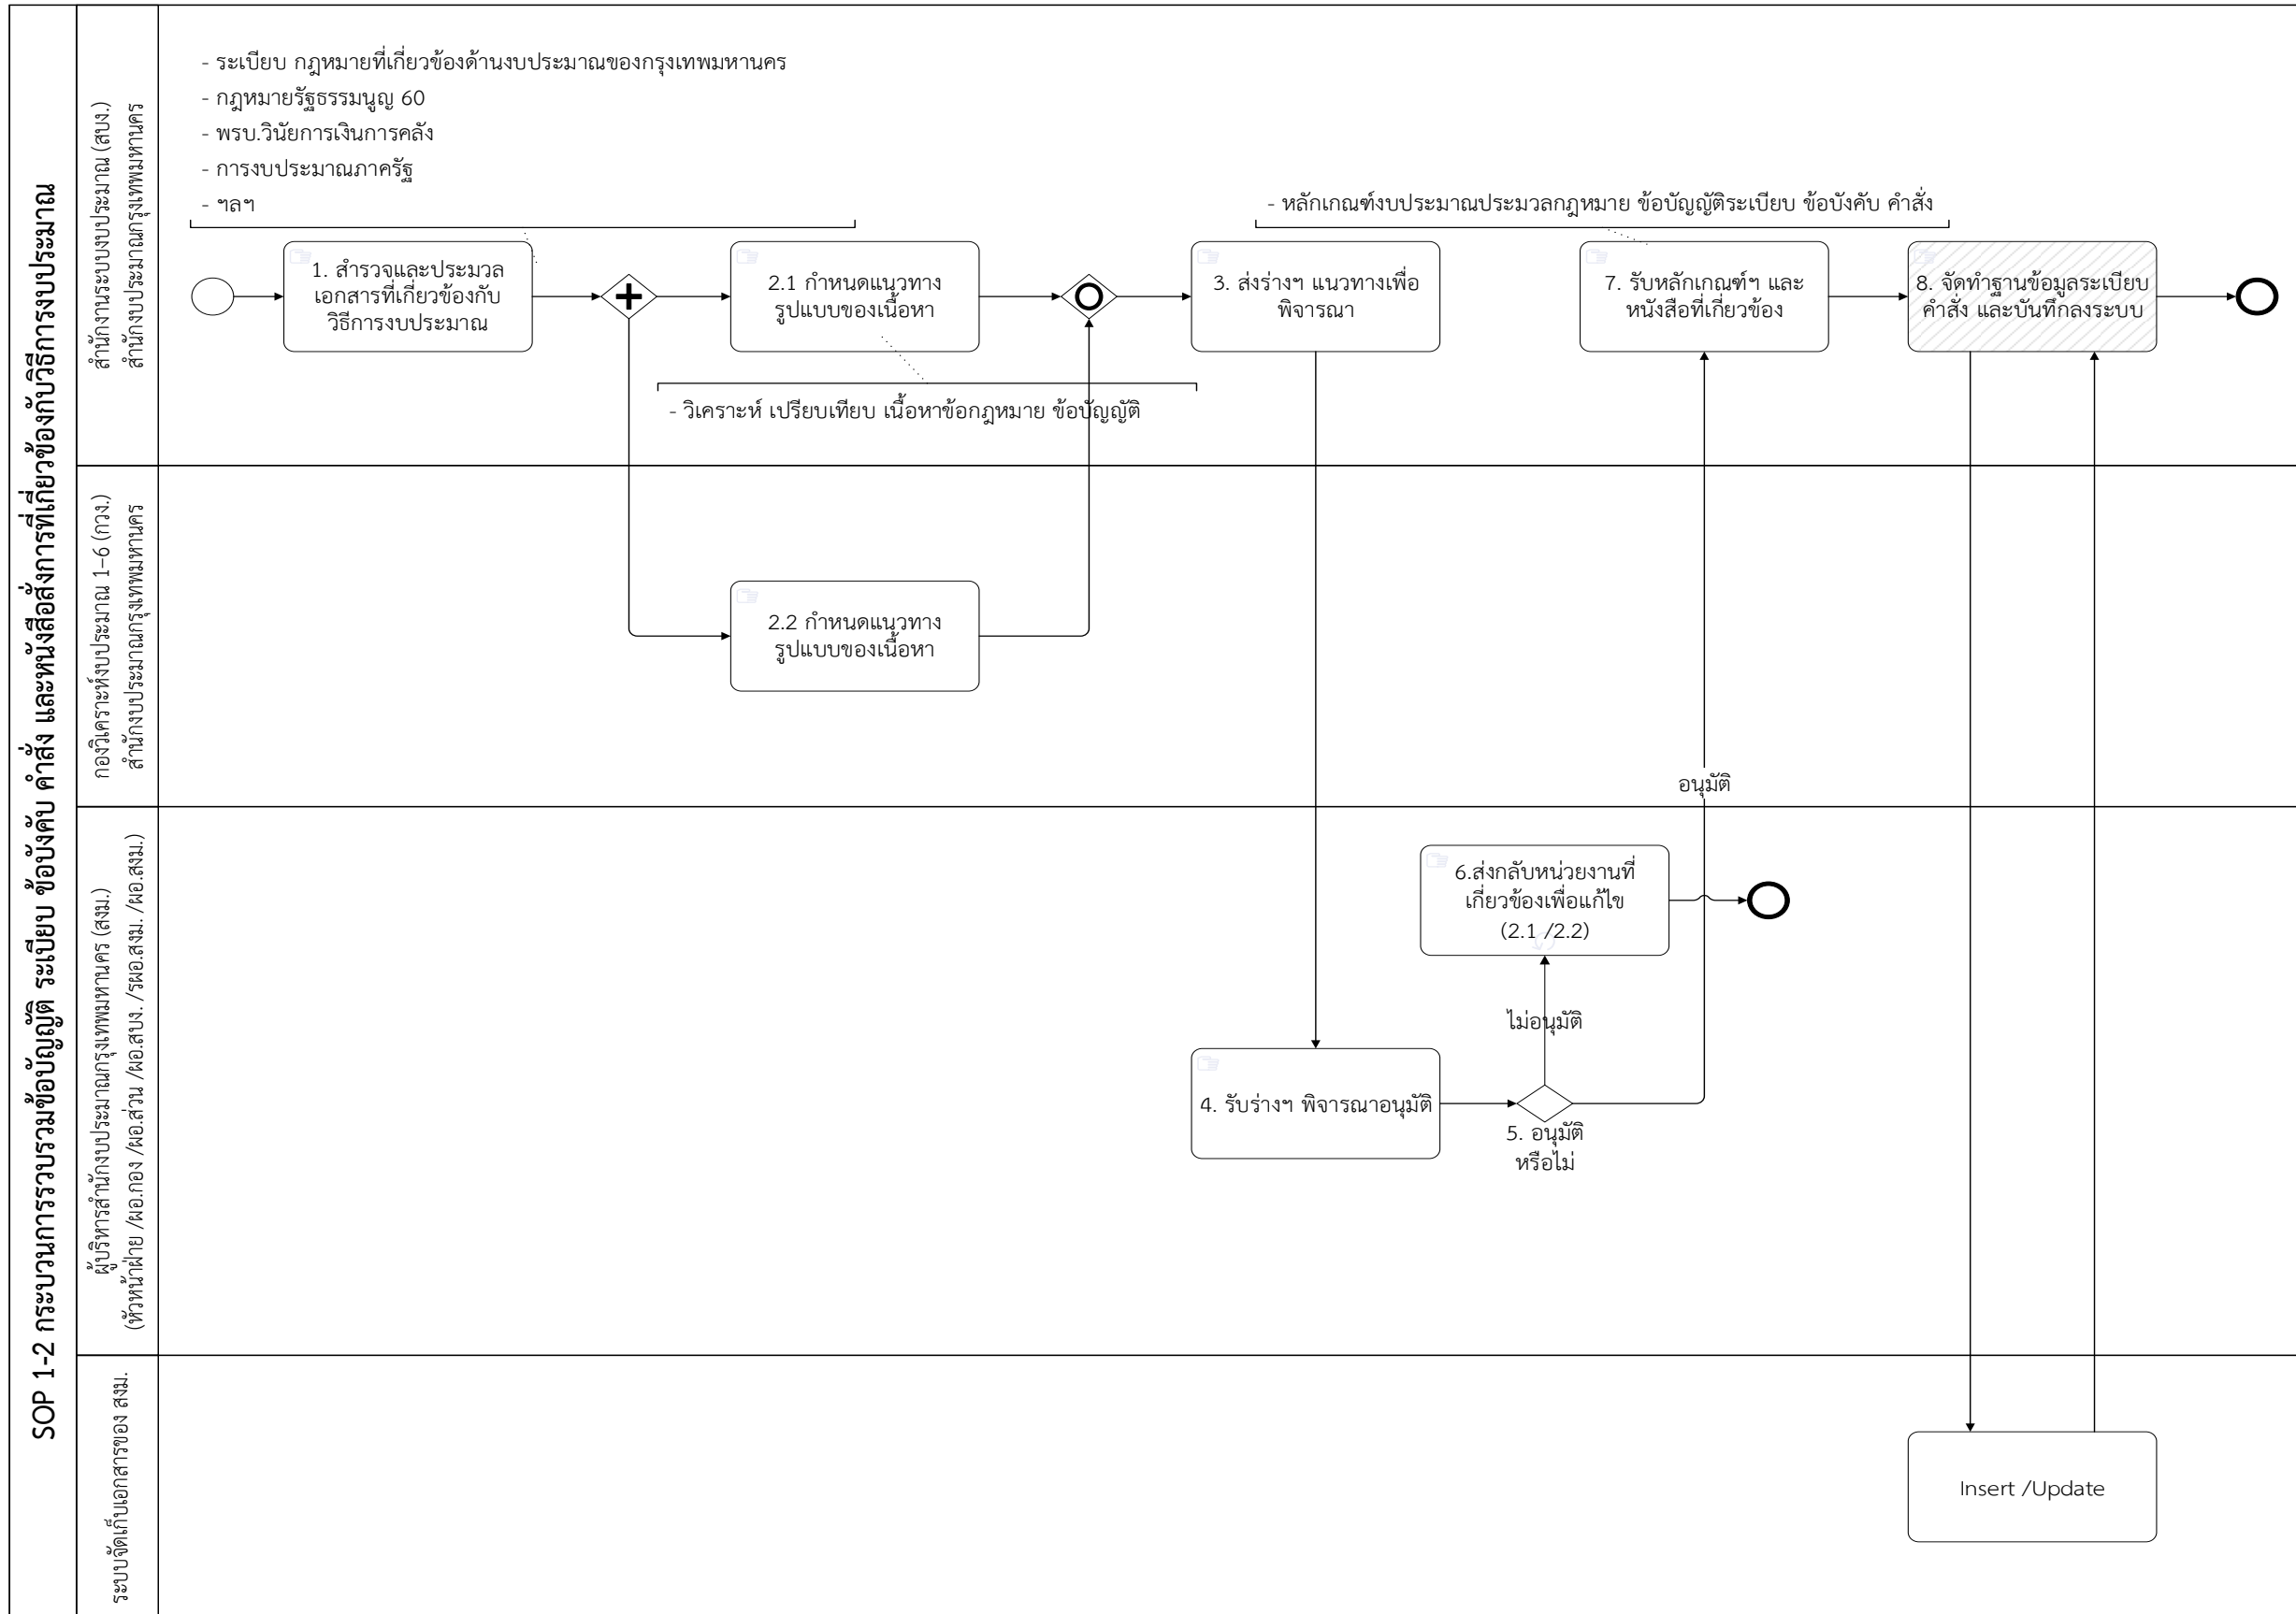 SOP 1-2 กระบวนการรวบรวมข้อบัญญัติ ระเบียบ ข้อบังคับ คำสั่ง และหนังสือสั่งการที่เกี่ยวข้องกับวิธีการงบประมาณ
สำนักงานระบบงบประมาณ (สบง.)
สำนักงบประมาณกรุงเทพมหานคร
- ระเบียบ กฎหมายที่เกี่ยวข้องด้านงบประมาณของกรุงเทพมหานคร
- กฎหมายรัฐธรรมนูญ 60
- พรบ.วินัยการเงินการคลัง
- การงบประมาณภาครัฐ
- ฯลฯ
1. สำรวจและประมวล
เอกสารที่เกี่ยวข้องกับ
วิธีการงบประมาณ
2.1 กำหนดแนวทาง
รูปแบบของเนื้อหา
- วิเคราะห์ เปรียบเทียบ เนื้อหาข้อกฎหมาย ข้อบัญญัติ
3. ส่งร่างฯ แนวทางเพื่อ
พิจารณา
- หลักเกณฑ์งบประมาณประมวลกฎหมาย ข้อบัญญัติระเบียบ ข้อบังคับ คำสั่ง
7. รับหลักเกณฑ์ฯ และ
หนังสือที่เกี่ยวข้อง
8. จัดทำฐานข้อมูลระเบียบ
คำสั่ง และบันทึกลงระบบ
กองวิเคราะห์งบประมาณ 1-6 (กวง.)
สำนักงบประมาณกรุงเทพมหานคร
2.2 กำหนดแนวทาง
รูปแบบของเนื้อหา
อนุมัติ
ผู้บริหารสำนักงบประมาณกรุงเทพมหานคร (สงม.)
(หัวหน้าฝ่าย /ผอ.กอง /ผอ.ส่วน /ผอ.สบง. /รผอ.สงม. /ผอ.สงม.)
6.ส่งกลับหน่วยงานที่
เกี่ยวข้องเพื่อแก้ไข
(2.1 /2.2)
ไม่อนุมัติ
4. รับร่างฯ พิจารณาอนุมัติ
5. อนุมัติ
หรือไม่
ระบบจัดเก็บเอกสารของ สงม.
Insert /Update